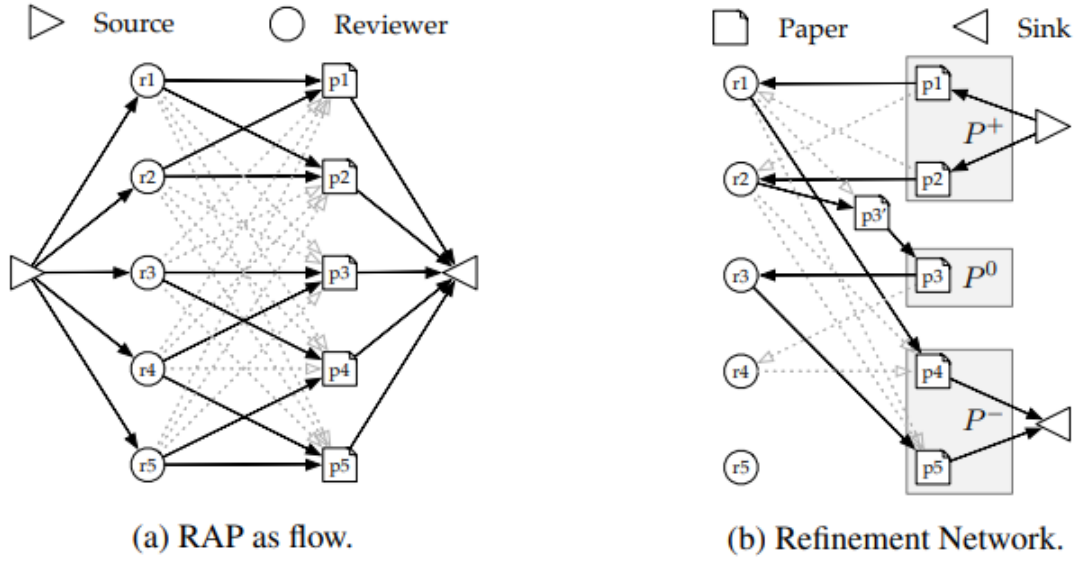 Source Reviewer Paper Sink
r1 p1 r1 p1
P+
r2 p2 r2 p2
p3'
r3 p3 r3 p3 P0
r4 p4 r4 p4
P−
r5 p5 r5 p5
(a) RAP as flow. (b) Refinement Network.